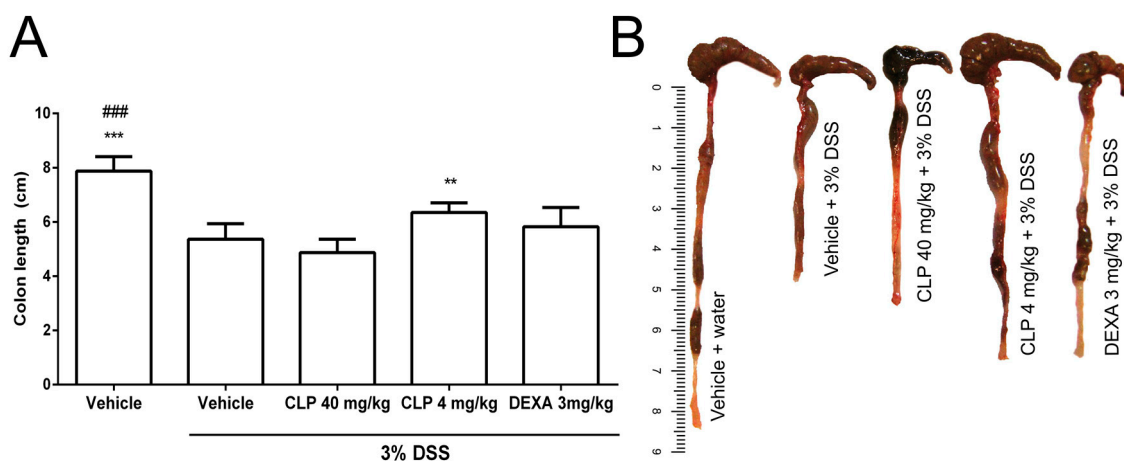 A
B
Colon length (cm)
10
8
6
4
2
0
###
***
**
Vehicle
Vehicle
CLP 40 mg/kg
CLP 4 mg/kg
DEXA 3mg/kg
3% DSS
0
1
2
3
4
5
6
7
8
9
Vehicle + water
Vehicle + 3% DSS
CLP 40 mg/kg + 3% DSS
CLP 4 mg/kg + 3% DSS
DEXA 3 mg/kg + 3% DSS